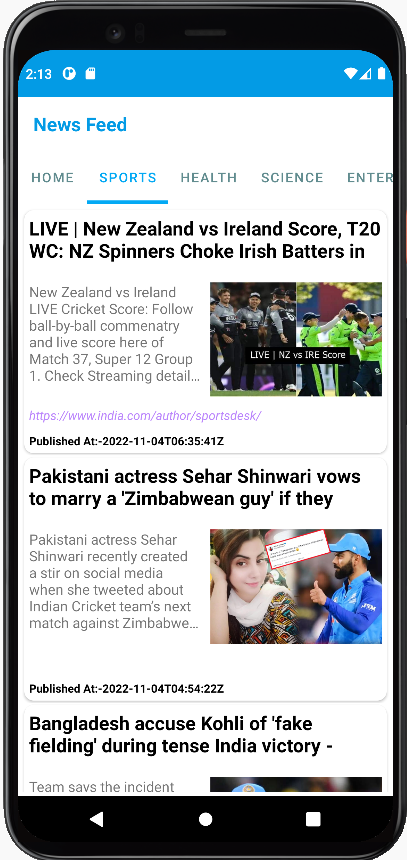 2:13
News Feed
HOME SPORTS HEALTH SCIENCE ENTER
LIVE | New Zealand vs Ireland Score, T20
WC: NZ Spinners Choke Irish Batters in
New Zealand vs Ireland
LIVE Cricket Score: Follow
ball-by-ball commenatry
and live score here of
Match 37, Super 12 Group
1. Check Streaming detail...
LIVE | NZ vs IRE Score
https://www.india.com/author/sportsdesk/
Published At:-2022-11-04T06:35:41Z
Pakistani actress Sehar Shinwari vows
to marry a 'Zimbabwean guy' if they
Pakistani actress Sehar
Shinwari recently created
a stir on social media
when she tweeted about
Indian Cricket team's next
match against Zimbabwe...
Published At:-2022-11-04T04:54:22Z
Bangladesh accuse Kohli of 'fake
fielding' during tense India victory -
Team says the incident